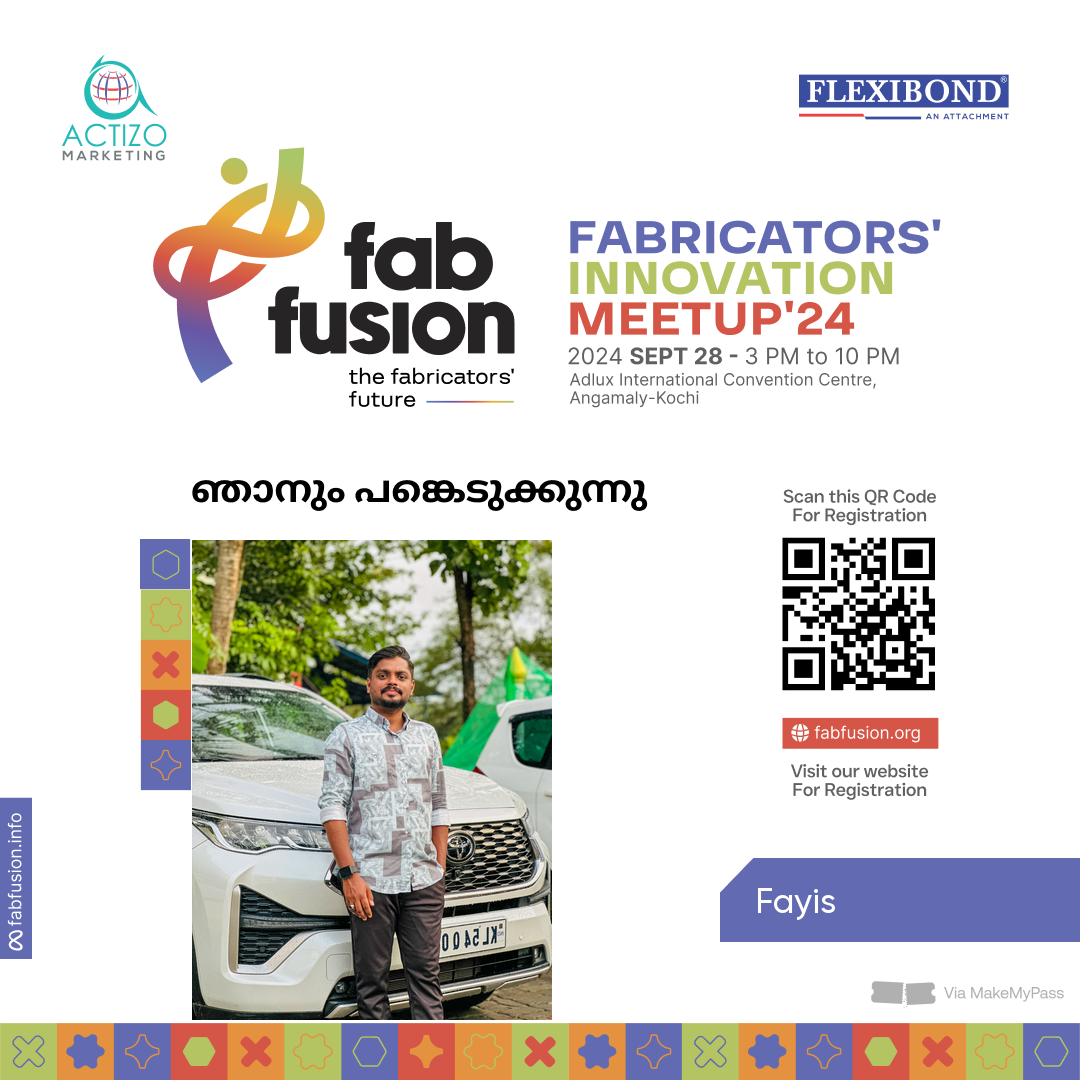 ACTIZO
MARKETING
FLEXIBOND®
AN ATTACHMENT
fab
fusion
the fabricators'
future
FABRICATORS'
INNOVATION
MEETUP'24
2024 SEPT 28 - 3 PM to 10 PM
Adlux International Convention Centre,
Angamaly-Kochi
ഞാനും പങ്കെടുക്കുന്നു
Scan this QR Code
For Registration
fabfusion.org
Visit our website
For Registration
fabfusion.info
KL 54
Fayis
Via MakeMyPass